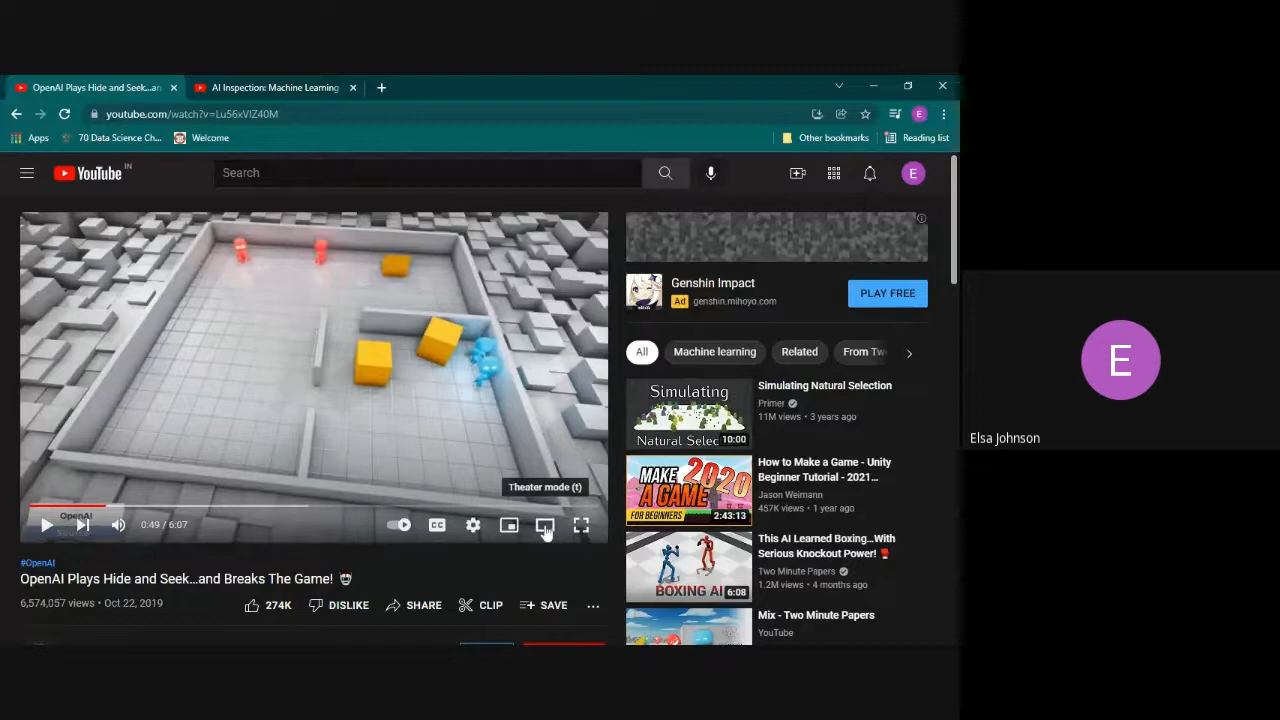 OpenAI Plays Hide and Seek…an
AI Inspection: Machine Learning
youtube.com/watch?v=Lu56xVlZ40M
Apps
70 Data Science Ch...
Welcome
Other bookmarks
Reading list
YouTube IN
Search
E
Genshin Impact
Ad genshin.mihoyo.com
PLAY FREE
All
Machine learning
Related
From Tw
Simulating
Natural Selec
10:00
Simulating Natural Selection
Primer
11M views • 3 years ago
MAKE
A GAME
2020
FOR BEGINNERS
2:43:13
How to Make a Game - Unity
Beginner Tutorial - 2021...
Jason Weimann
457K views • 1 year ago
BOXING AI
6:08
This AI Learned Boxing…With
Serious Knockout Power!
Two Minute Papers
1.2M views • 4 months ago
Mix - Two Minute Papers
YouTube
Theater mode (t)
OpenAI
0:49 / 6:07
CC
#OpenAI
OpenAI Plays Hide and Seek…and Breaks The Game!
6,574,057 views • Oct 22, 2019
274K
DISLIKE
SHARE
CLIP
SAVE
E
Elsa Johnson